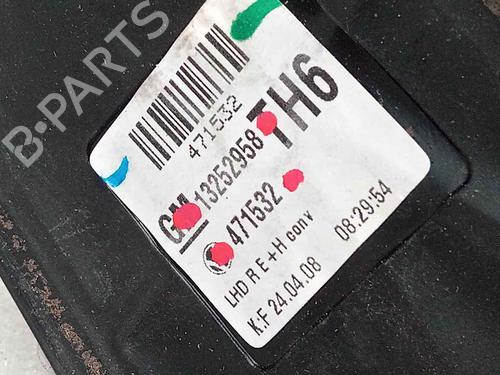 B-PARTS
471532
TH6
GM 13252958
471532
LHD R E+H conv
K:F 24.04.08 08:29:54